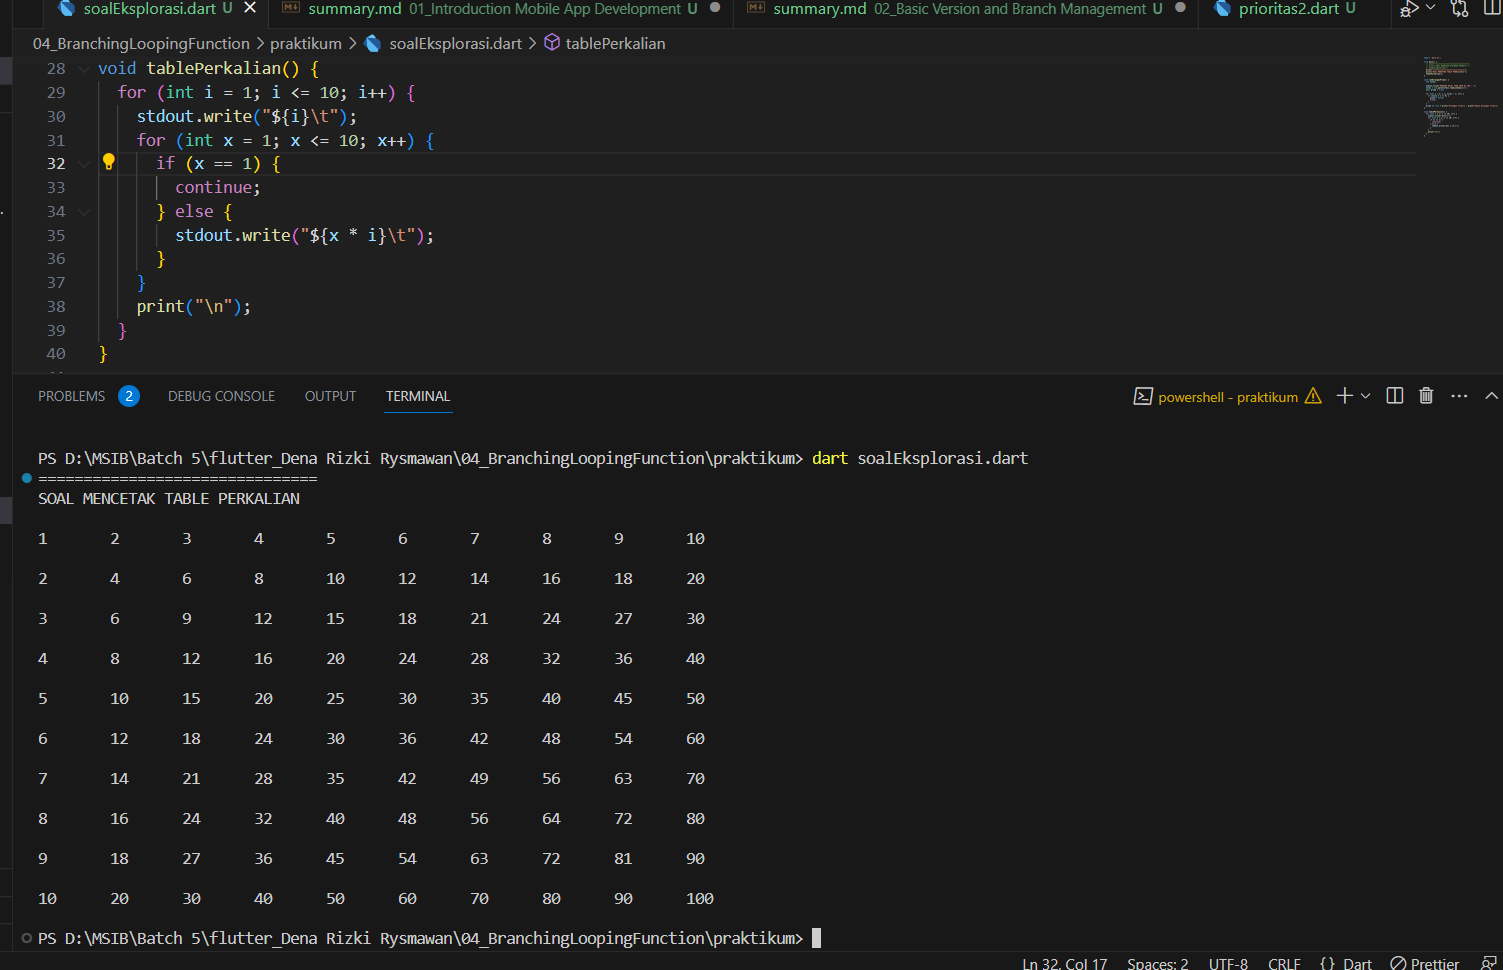 soalEksplorasi.dart U summary.md 01_Introduction Mobile App Development U summary.md 02_Basic Version and Branch Management U prioritas2.dart U
04_BranchingLoopingFunction > praktikum > soalEksplorasi.dart > tablePerkalian
28 void tablePerkalian() {
29 for (int i = 1; i <= 10; i++) {
30 stdout.write("${i}\t");
31 for (int x = 1; x <= 10; x++) {
32 if (x == 1) {
33 continue;
34 } else {
35 stdout.write("${x * i}\t");
36 }
37 }
38 print("\n");
39 }
40 }
PROBLEMS 2 DEBUG CONSOLE OUTPUT TERMINAL powershell - praktikum
PS D:\MSIB\Batch 5\flutter_Dena Rizki Rysmawan\04_BranchingLoopingFunction\praktikum> dart soalEksplorasi.dart
===============================
SOAL MENCETAK TABLE PERKALIAN
1 2 3 4 5 6 7 8 9 10
2 4 6 8 10 12 14 16 18 20
3 6 9 12 15 18 21 24 27 30
4 8 12 16 20 24 28 32 36 40
5 10 15 20 25 30 35 40 45 50
6 12 18 24 30 36 42 48 54 60
7 14 21 28 35 42 49 56 63 70
8 16 24 32 40 48 56 64 72 80
9 18 27 36 45 54 63 72 81 90
10 20 30 40 50 60 70 80 90 100
PS D:\MSIB\Batch 5\flutter_Dena Rizki Rysmawan\04_BranchingLoopingFunction\praktikum>
Ln 32, Col 17 Spaces: 2 UTF-8 CRLF {} Dart Prettier